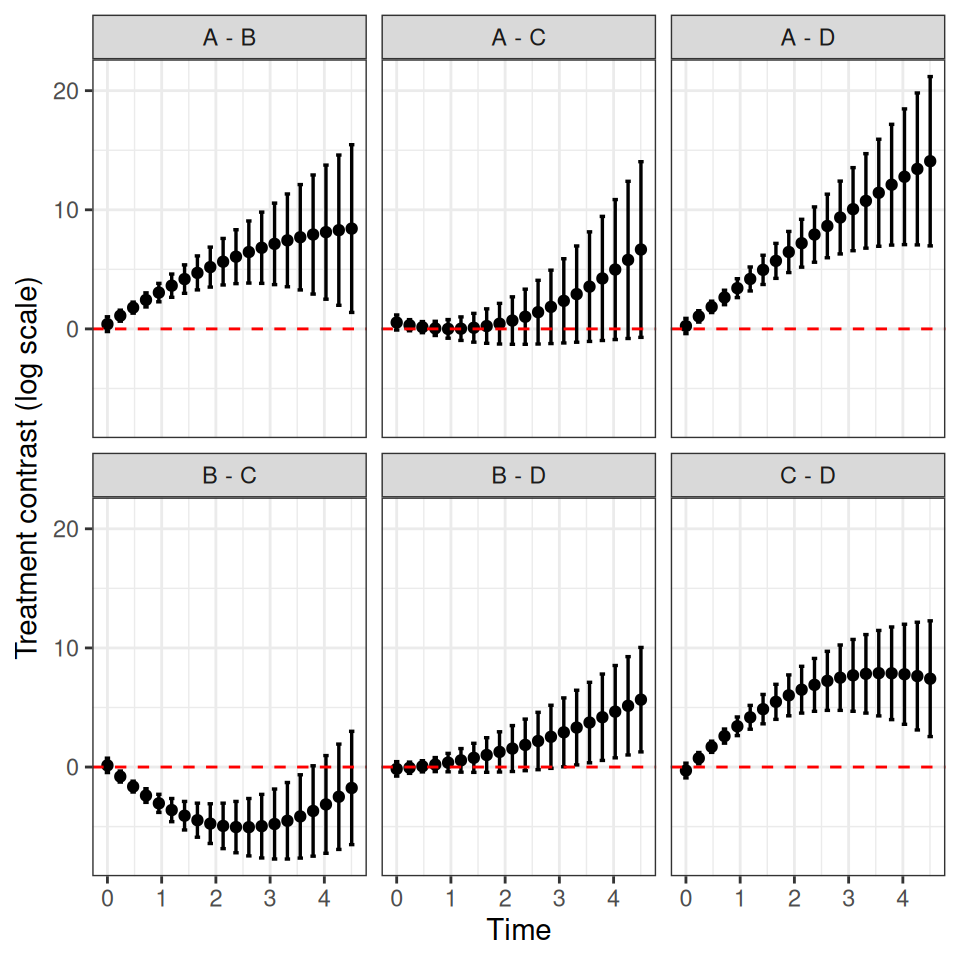 A - B
A - C
A - D
20
10
0
B - C
B - D
C - D
20
10
0
0 1 2 3 4
0 1 2 3 4
0 1 2 3 4
Time
Treatment contrast (log scale)